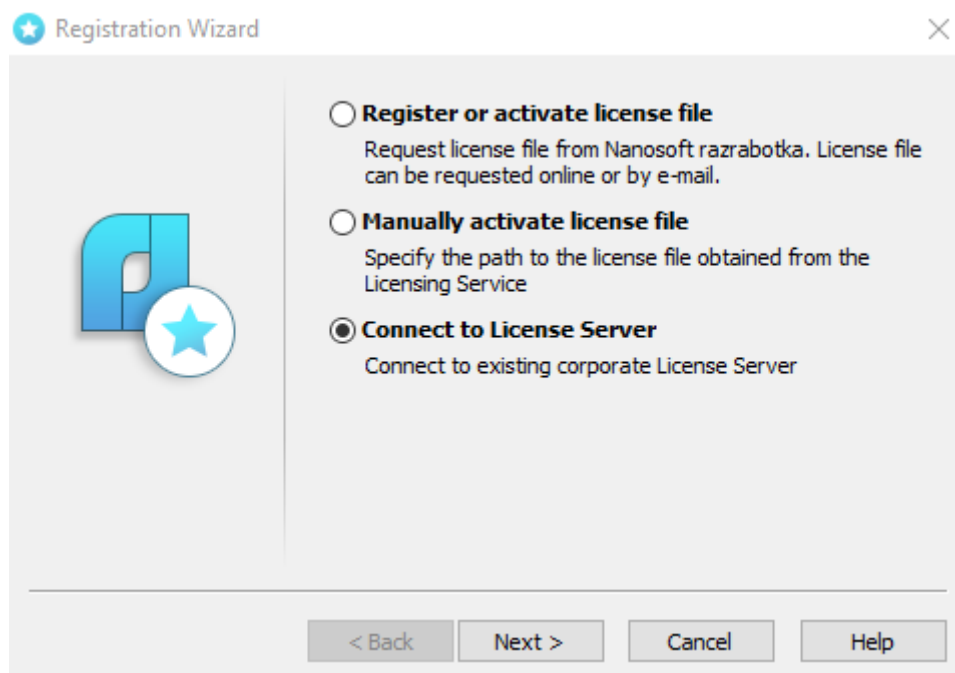 Registration Wizard
Register or activate license file
Request license file from Nanosoft razrabotka. License file
can be requested online or by e-mail.
Manually activate license file
Specify the path to the license file obtained from the
Licensing Service
Connect to License Server
Connect to existing corporate License Server
< Back Next > Cancel Help